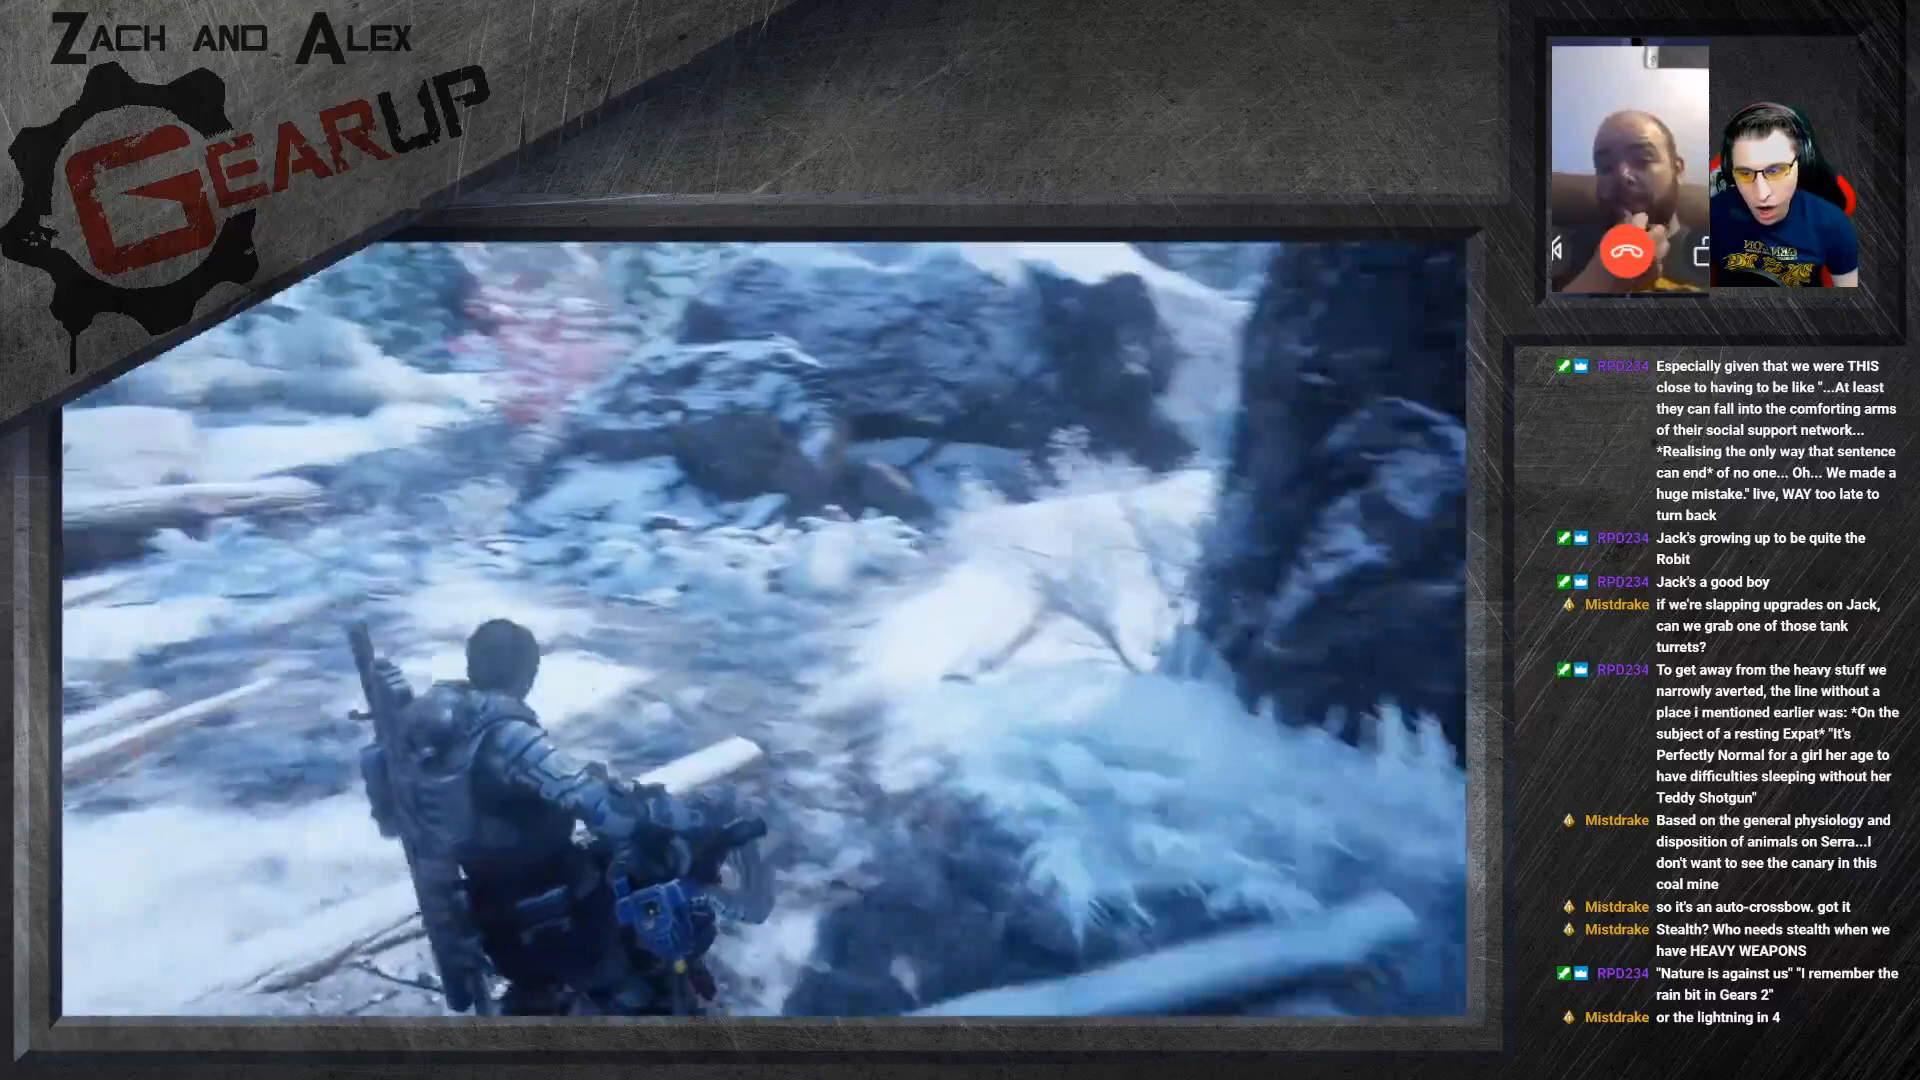 ZACH AND ALEX
GEARUP
RPD234 Especially given that we were THIS
close to having to be like "...At least
they can fall into the comforting arms
of their social support network...
*Realising the only way that sentence
can end* of no one... Oh... We made a
huge mistake." live, WAY too late to
turn back
RPD234 Jack's growing up to be quite the
Robit
RPD234 Jack's a good boy
Mistdrake if we're slapping upgrades on Jack,
can we grab one of those tank
turrets?
RPD234 To get away from the heavy stuff we
narrowly averted, the line without a
place i mentioned earlier was: *On the
subject of a resting Expat* "It's
Perfectly Normal for a girl her age to
have difficulties sleeping without her
Teddy Shotgun"
Mistdrake Based on the general physiology and
disposition of animals on Serra...I
don't want to see the canary in this
coal mine
Mistdrake so it's an auto-crossbow. got it
Mistdrake Stealth? Who needs stealth when we
have HEAVY WEAPONS
RPD234 "Nature is against us" "I remember the
rain bit in Gears 2"
Mistdrake or the lightning in 4